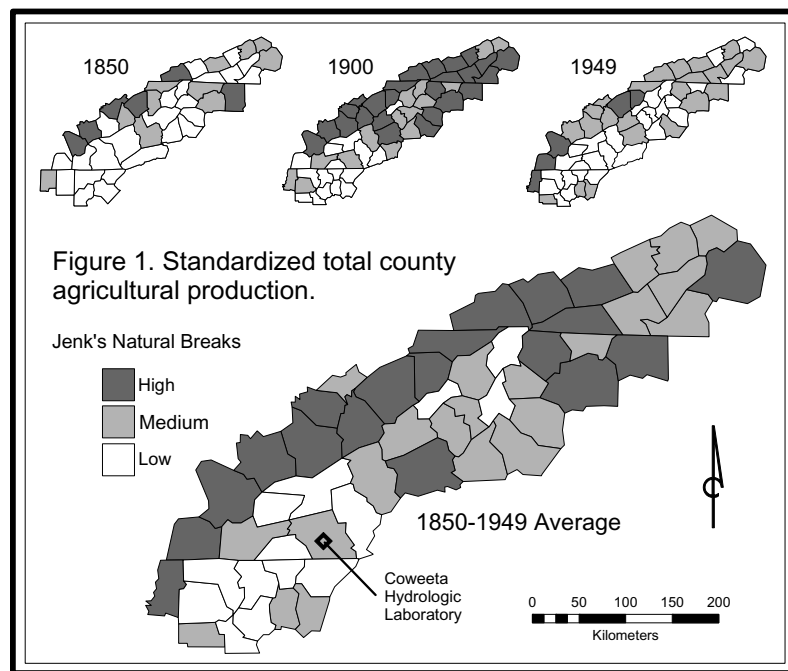 1850
1900
1949
Figure 1. Standardized total county
agricultural production.
Jenk's Natural Breaks
High
Medium
Low
1850-1949 Average
Coweeta
Hydrologic
Laboratory
0 50 100 150 200
Kilometers